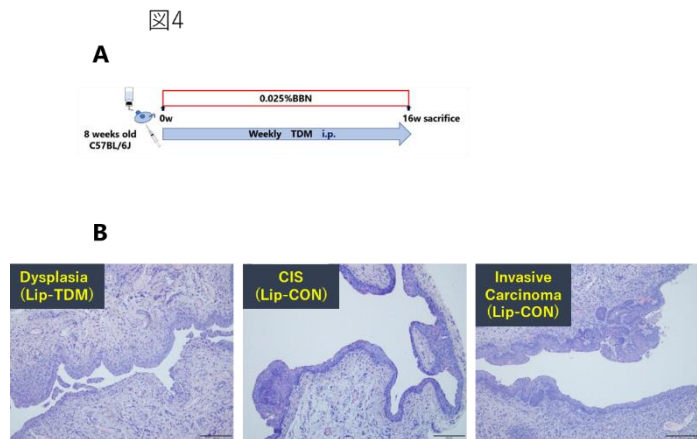 図4
A
0.025%BBN
0w
16w sacrifice
8 weeks old
C57BL/6J
Weekly TDM i.p.
B
Dysplasia
(Lip-TDM)
CIS
(Lip-CON)
Invasive
Carcinoma
(Lip-CON)